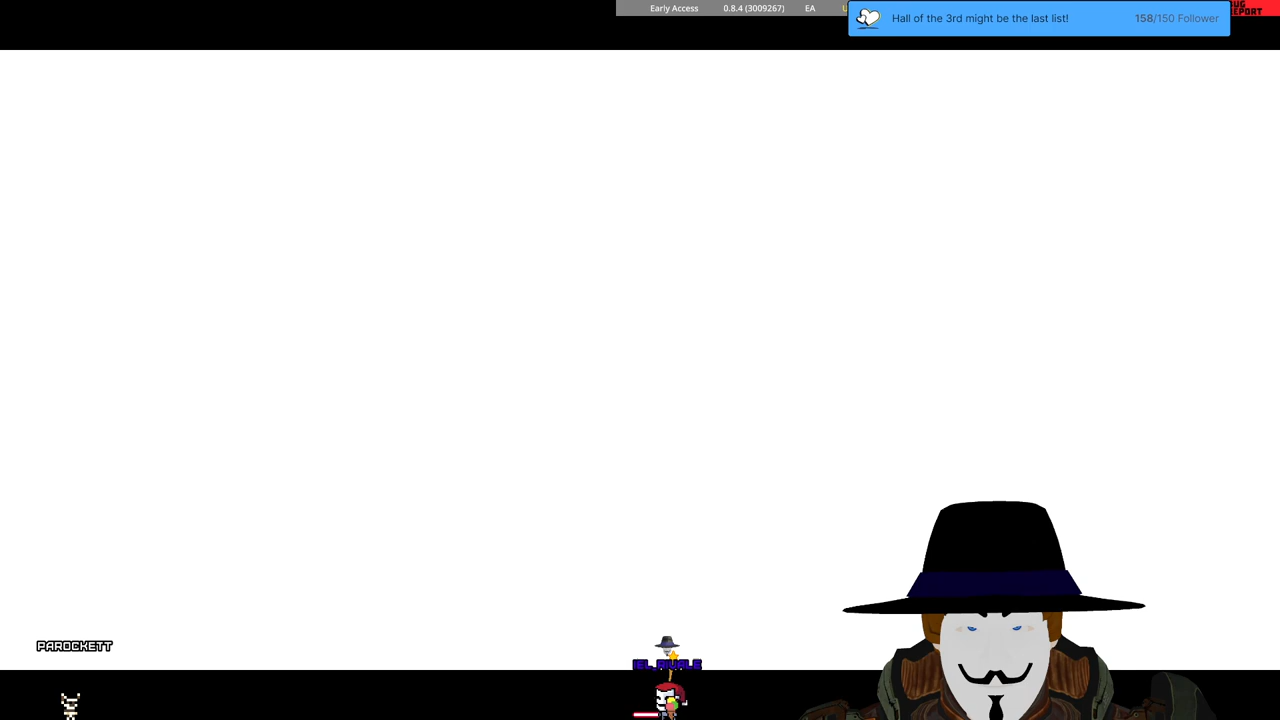 Early Access 0.8.4 (3009267) EA
Hall of the 3rd might be the last list! 158/150 Follower
PAROCKETT